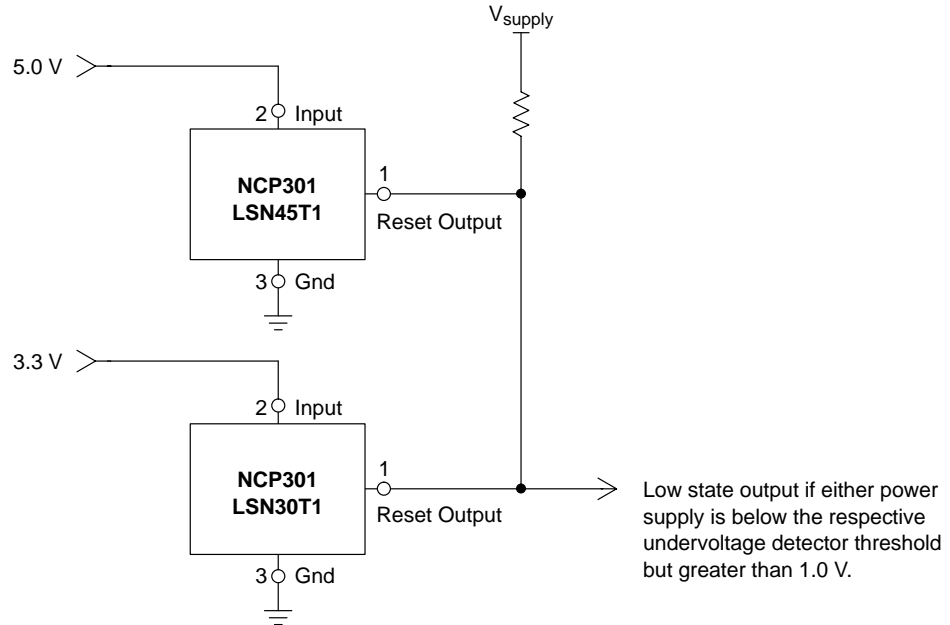 V supply
5.0 V
2 Input
NCP301
LSN45T1
1
Reset Output
3 Gnd
3.3 V
2 Input
NCP301
LSN30T1
1
Reset Output
3 Gnd
Low state output if either power
supply is below the respective
undervoltage detector threshold
but greater than 1.0 V.